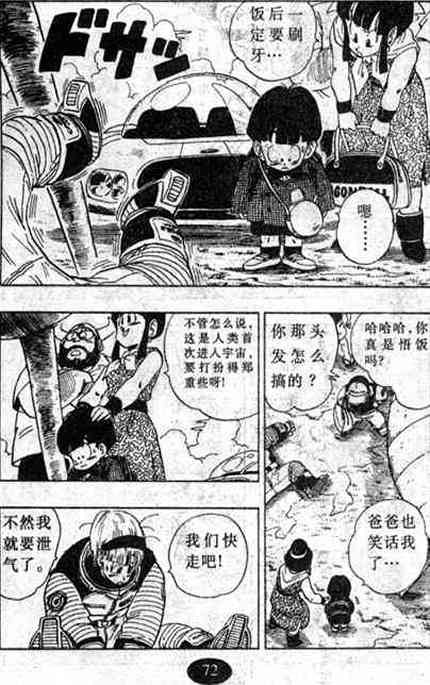 ドサッ
饭后一
定要刷
牙…
嗯……
GON
哈哈哈,你
真是悟饭
吗?
你那头
发怎么
搞的?
爸爸也
笑话我
了…
不管怎么说,
这是人类首
次进入宇宙,
要打扮得郑
重些呀!
我们快
走吧!
不然我
就要泄
气了。
72